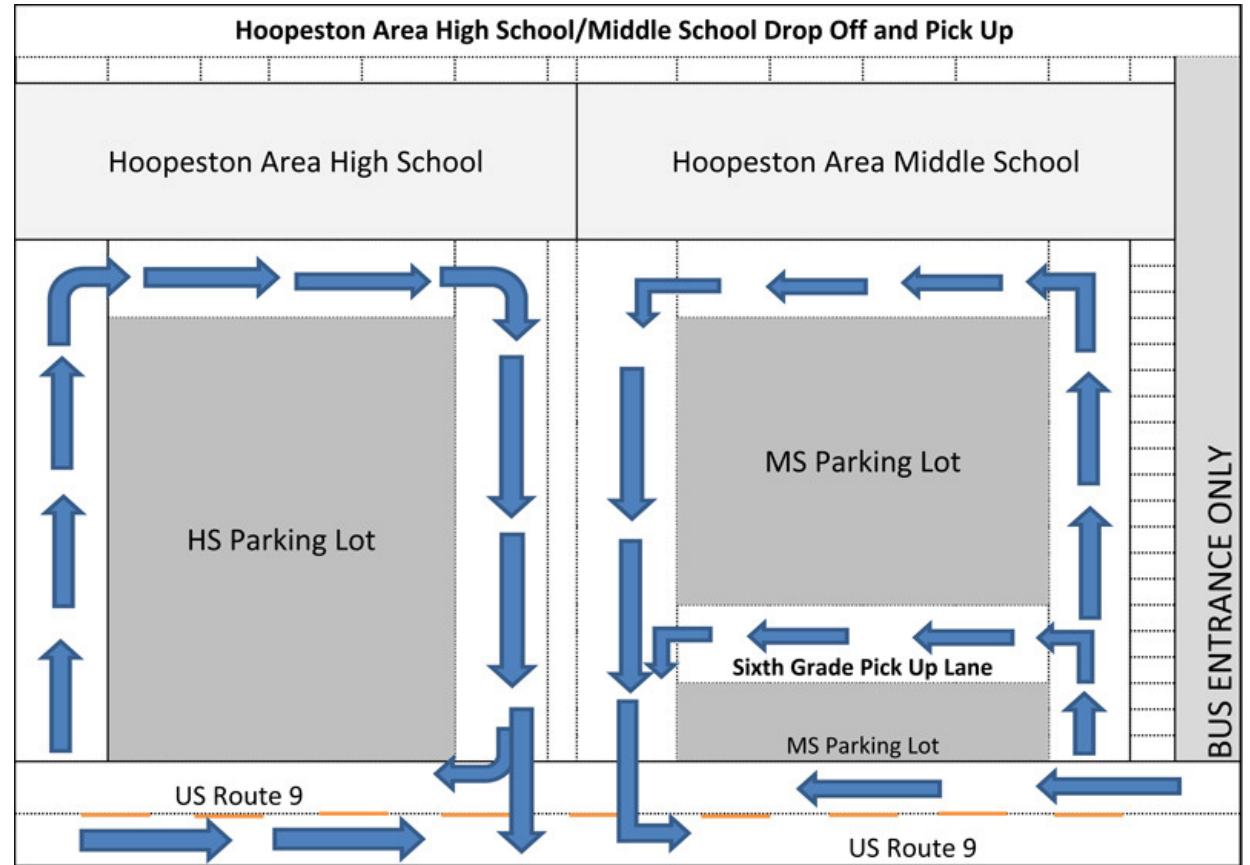 Hoopeston Area High School/Middle School Drop Off and Pick Up
Hoopeston Area High School
Hoopeston Area Middle School
MS Parking Lot
HS Parking Lot
Sixth Grade Pick Up Lane
MS Parking Lot
BUS ENTRANCE ONLY
US Route 9
US Route 9